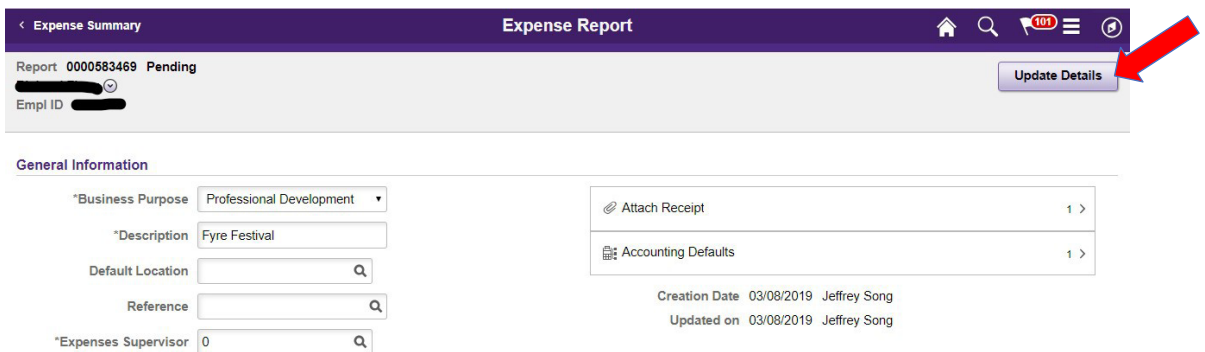 Expense Summary
Expense Report
101
Report 0000583469 Pending
Update Details
Empl ID
General Information
*Business Purpose Professional Development
*Description Fyre Festival
Default Location
Reference
*Expenses Supervisor 0
Attach Receipt 1
Accounting Defaults 1
Creation Date 03/08/2019 Jeffrey Song
Updated on 03/08/2019 Jeffrey Song